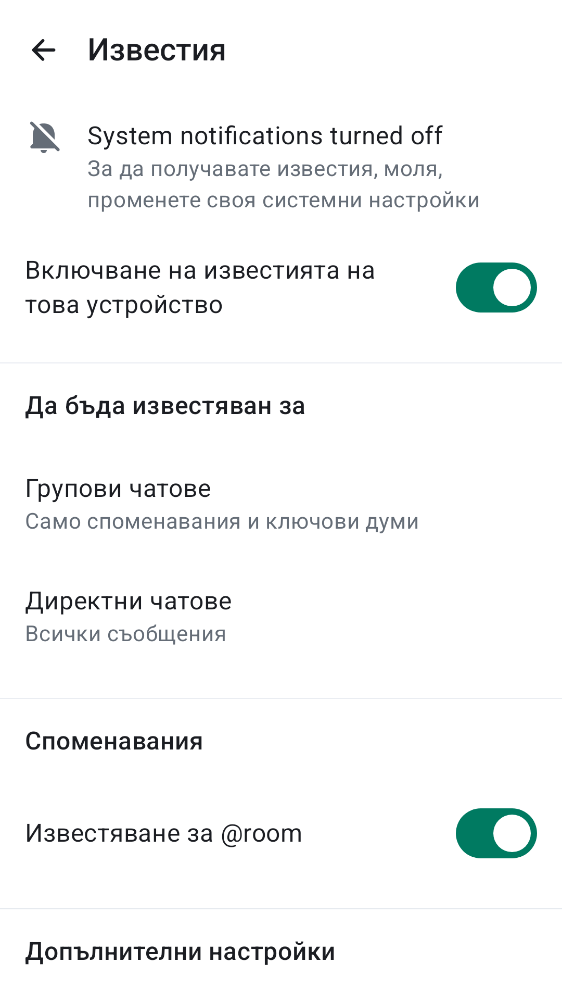 Известия
System notifications turned off
За да получавате известия, моля,
променете своя системни настройки
Включване на известията на
това устройство
Да бъда известяван за
Групови чатове
Само споменавания и ключови думи
Директни чатове
Всички съобщения
Споменавания
Известяване за @room
Допълнителни настройки